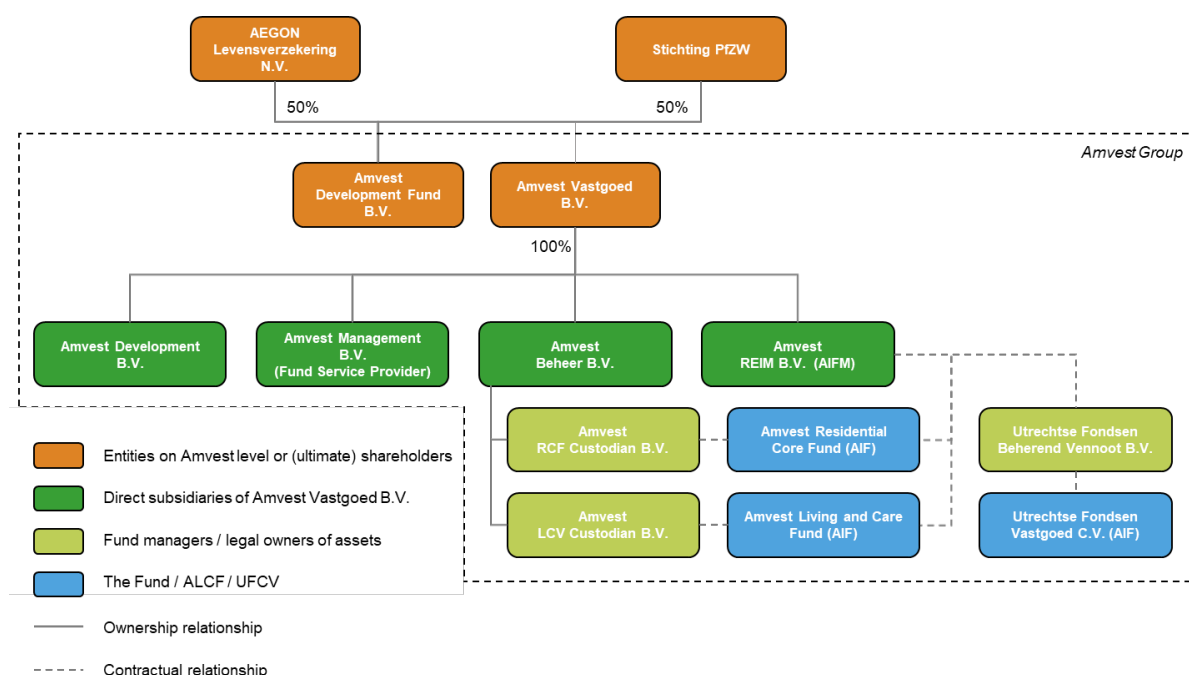 AEGON
Levensverzekering
N.V.
Stichting PfZW
50%
50%
Amvest Group
Amvest
Development Fund
B.V.
Amvest Vastgoed
B.V.
100%
Amvest Development
B.V.
Amvest Management
B.V.
(Fund Service Provider)
Amvest
Beheer B.V.
Amvest
REIM B.V. (AIFM)
Amvest
RCF Custodian B.V.
Amvest Residential
Core Fund (AIF)
Utrechtse Fondsen
Beherend Vennoot B.V.
Amvest
LCV Custodian B.V.
Amvest Living and Care
Fund (AIF)
Utrechtse Fondsen
Vastgoed C.V. (AIF)
Entities on Amvest level or (ultimate) shareholders
Direct subsidiaries of Amvest Vastgoed B.V.
Fund managers / legal owners of assets
The Fund / ALCF / UFCV
Ownership relationship
Contractual relationship